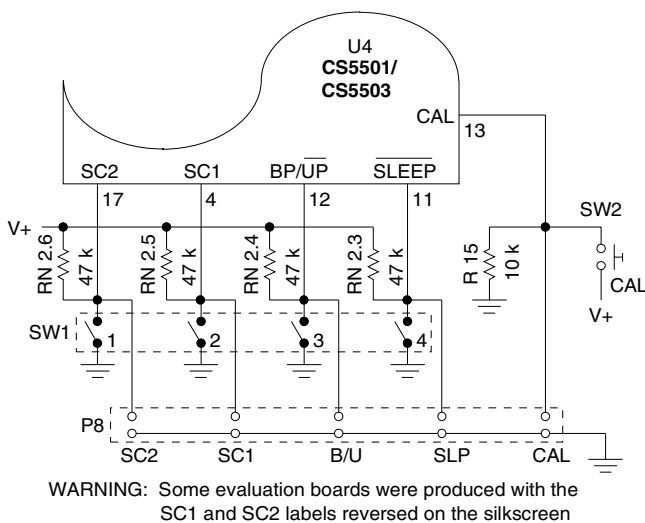 U4
CS5501/
CS5503
CAL
13
SC2 SC1 BP/UP SLEEP
17 4 12 11
SW2
V+
RN 2.6
47 k
RN 2.5
47 k
RN 2.4
47 k
RN 2.3
47 k
R 15
10 k
CAL
V+
SW1
1 2 3 4
P8
SC2 SC1 B/U SLP CAL
WARNING: Some evaluation boards were produced with the
SC1 and SC2 labels reversed on the silkscreen